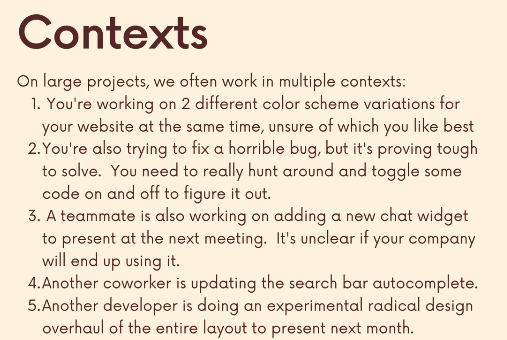 Contexts
On large projects, we often work in multiple contexts:
1. You're working on 2 different color scheme variations for
your website at the same time, unsure of which you like best
2.You're also trying to fix a horrible bug, but it's proving tough
to solve.  You need to really hunt around and toggle some
code on and off to figure it out.
3. A teammate is also working on adding a new chat widget
to present at the next meeting.  It's unclear if your company
will end up using it.
4.Another coworker is updating the search bar autocomplete.
5.Another developer is doing an experimental radical design
overhaul of the entire layout to present next month.